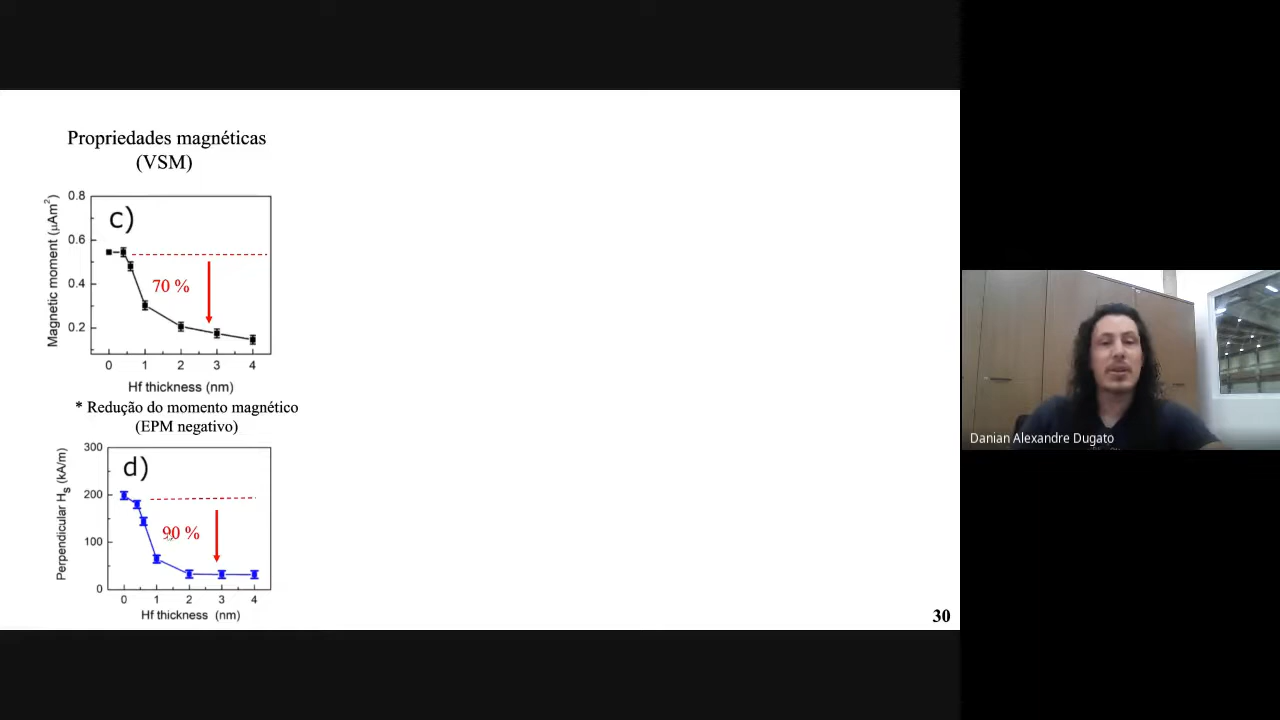 Propriedades magnéticas
(VSM)
0.8
0.6
0.4
0.2
Magnetic moment (μAm²)
c)
70 %
0 1 2 3 4
Hf thickness (nm)
* Redução do momento magnético
(EPM negativo)
300
200
100
0
Perpendicular Hs (kA/m)
d)
90 %
0 1 2 3 4
Hf thickness (nm)
30
Danian Alexandre Dugato